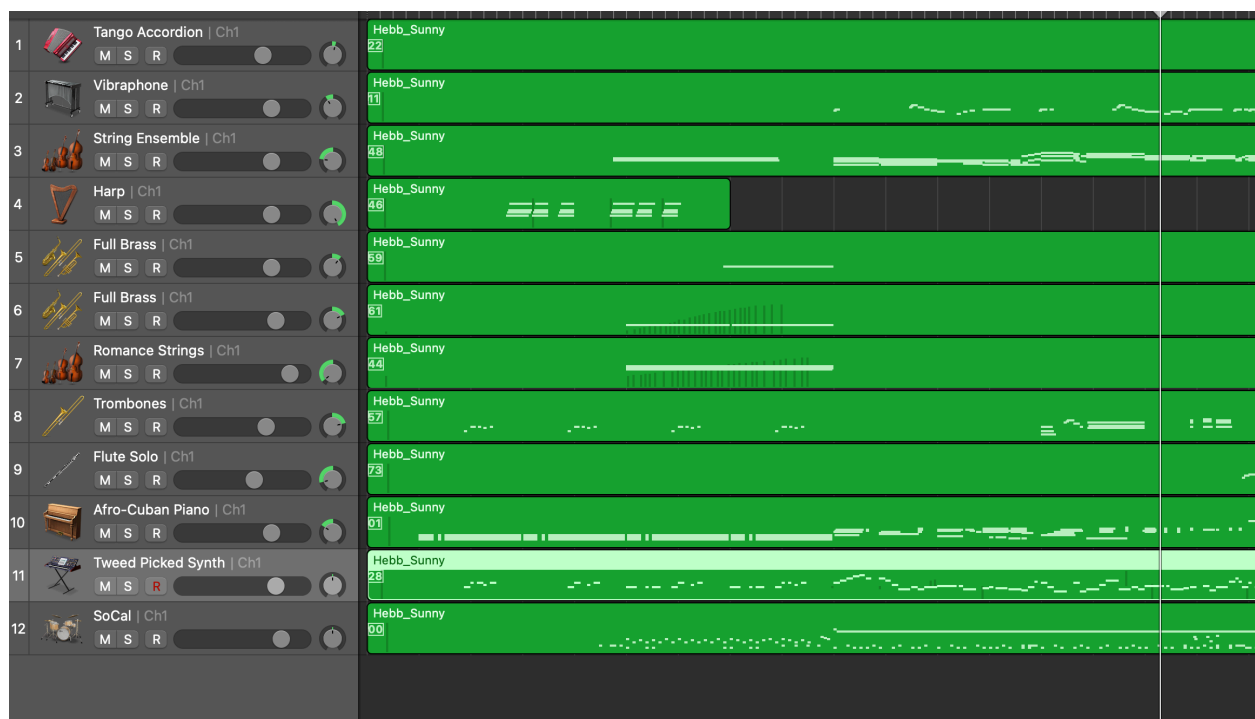 1 Tango Accordion | Ch1 Hebb_Sunny
M S R 22
2 Vibraphone | Ch1 Hebb_Sunny
M S R 11
3 String Ensemble | Ch1 Hebb_Sunny
M S R 48
4 Harp | Ch1 Hebb_Sunny
M S R 46
5 Full Brass | Ch1 Hebb_Sunny
M S R 59
6 Full Brass | Ch1 Hebb_Sunny
M S R 61
7 Romance Strings | Ch1 Hebb_Sunny
M S R 44
8 Trombones | Ch1 Hebb_Sunny
M S R 57
9 Flute Solo | Ch1 Hebb_Sunny
M S R 73
10 Afro-Cuban Piano | Ch1 Hebb_Sunny
M S R 01
11 Tweed Picked Synth | Ch1 Hebb_Sunny
M S R 28
12 SoCal | Ch1 Hebb_Sunny
M S R 00